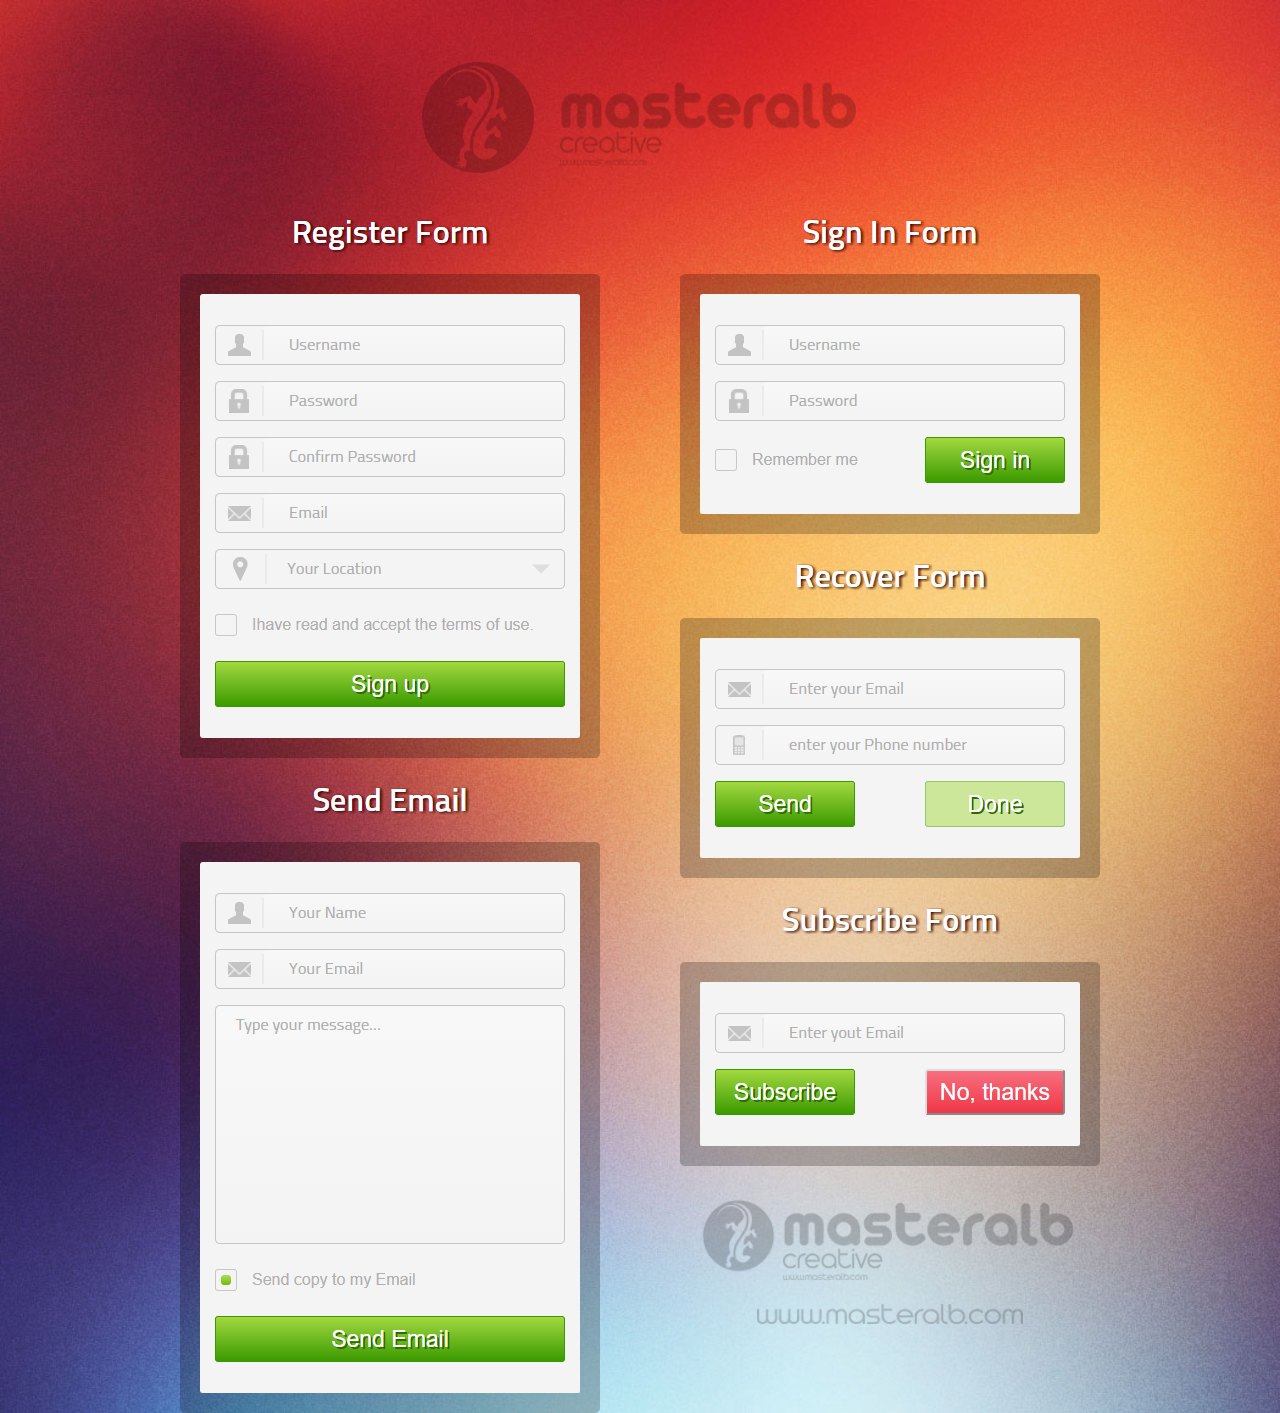 masteralb
creative
www.masteralb.com
Register Form
Username
Password
Confirm Password
Email
Your Location
Ihave read and accept the terms of use.
Sign up
Send Email
Your Name
Your Email
Type your message...
Send copy to my Email
Send Email
Sign In Form
Username
Password
Remember me
Sign in
Recover Form
Enter your Email
enter your Phone number
Send
Done
Subscribe Form
Enter yout Email
Subscribe
No, thanks
masteralb
creative
www.masteralb.com
www.masteralb.com